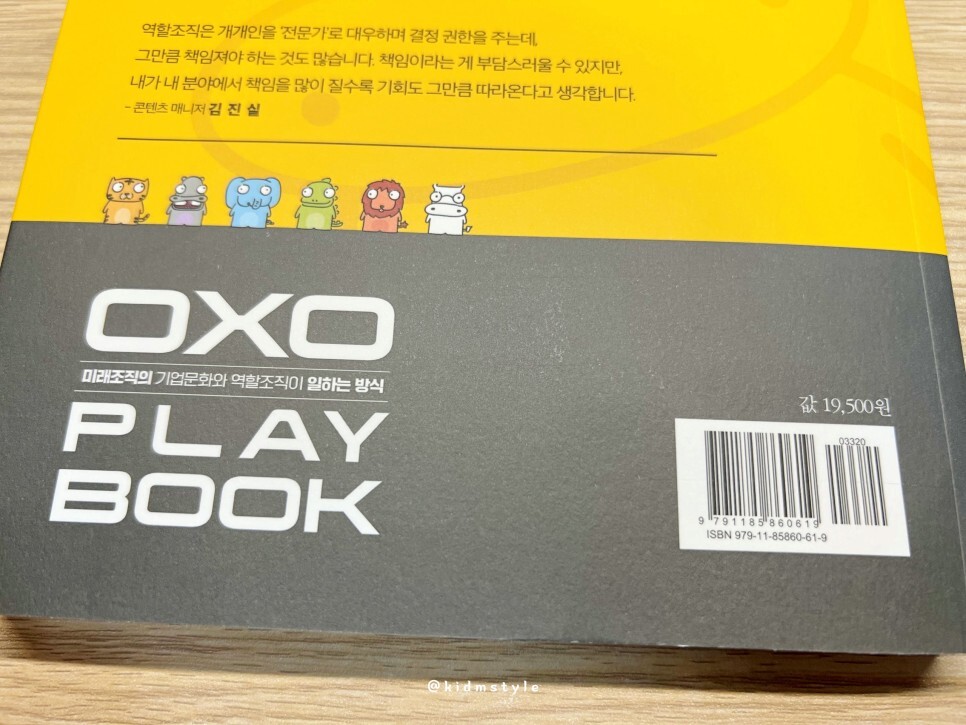 역할조직은 개개인을 '전문가'로 대우하며 결정 권한을 주는데,
그만큼 책임져야 하는 것도 많습니다. 책임이라는 게 부담스러울 수 있지만,
내가 내 분야에서 책임을 많이 질수록 기회도 그만큼 따라온다고 생각합니다.
- 콘텐츠 매니저 김 진 실
OXO
미래조직의 기업문화와 역할조직이 일하는 방식
PLAY
BOOK
값 19,500원
03320
9 791185 860619
ISBN 979-11-85860-61-9
@kidmstyle